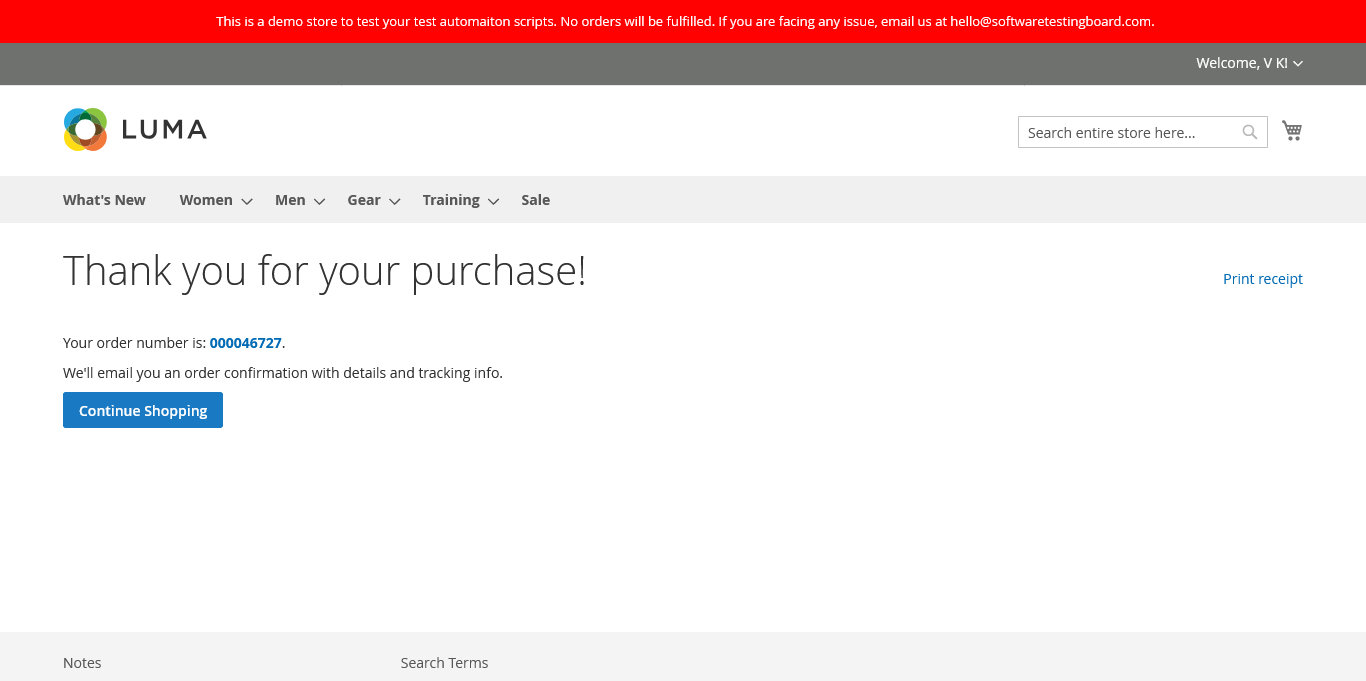 This is a demo store to test your test automaiton scripts. No orders will be fulfilled. If you are facing any issue, email us at hello@softwaretestingboard.com.
Welcome, V K!
LUMA
Search entire store here...
What's New Women Men Gear Training Sale
Thank you for your purchase!
Print receipt
Your order number is: 000046727.
We'll email you an order confirmation with details and tracking info.
Continue Shopping
Notes Search Terms